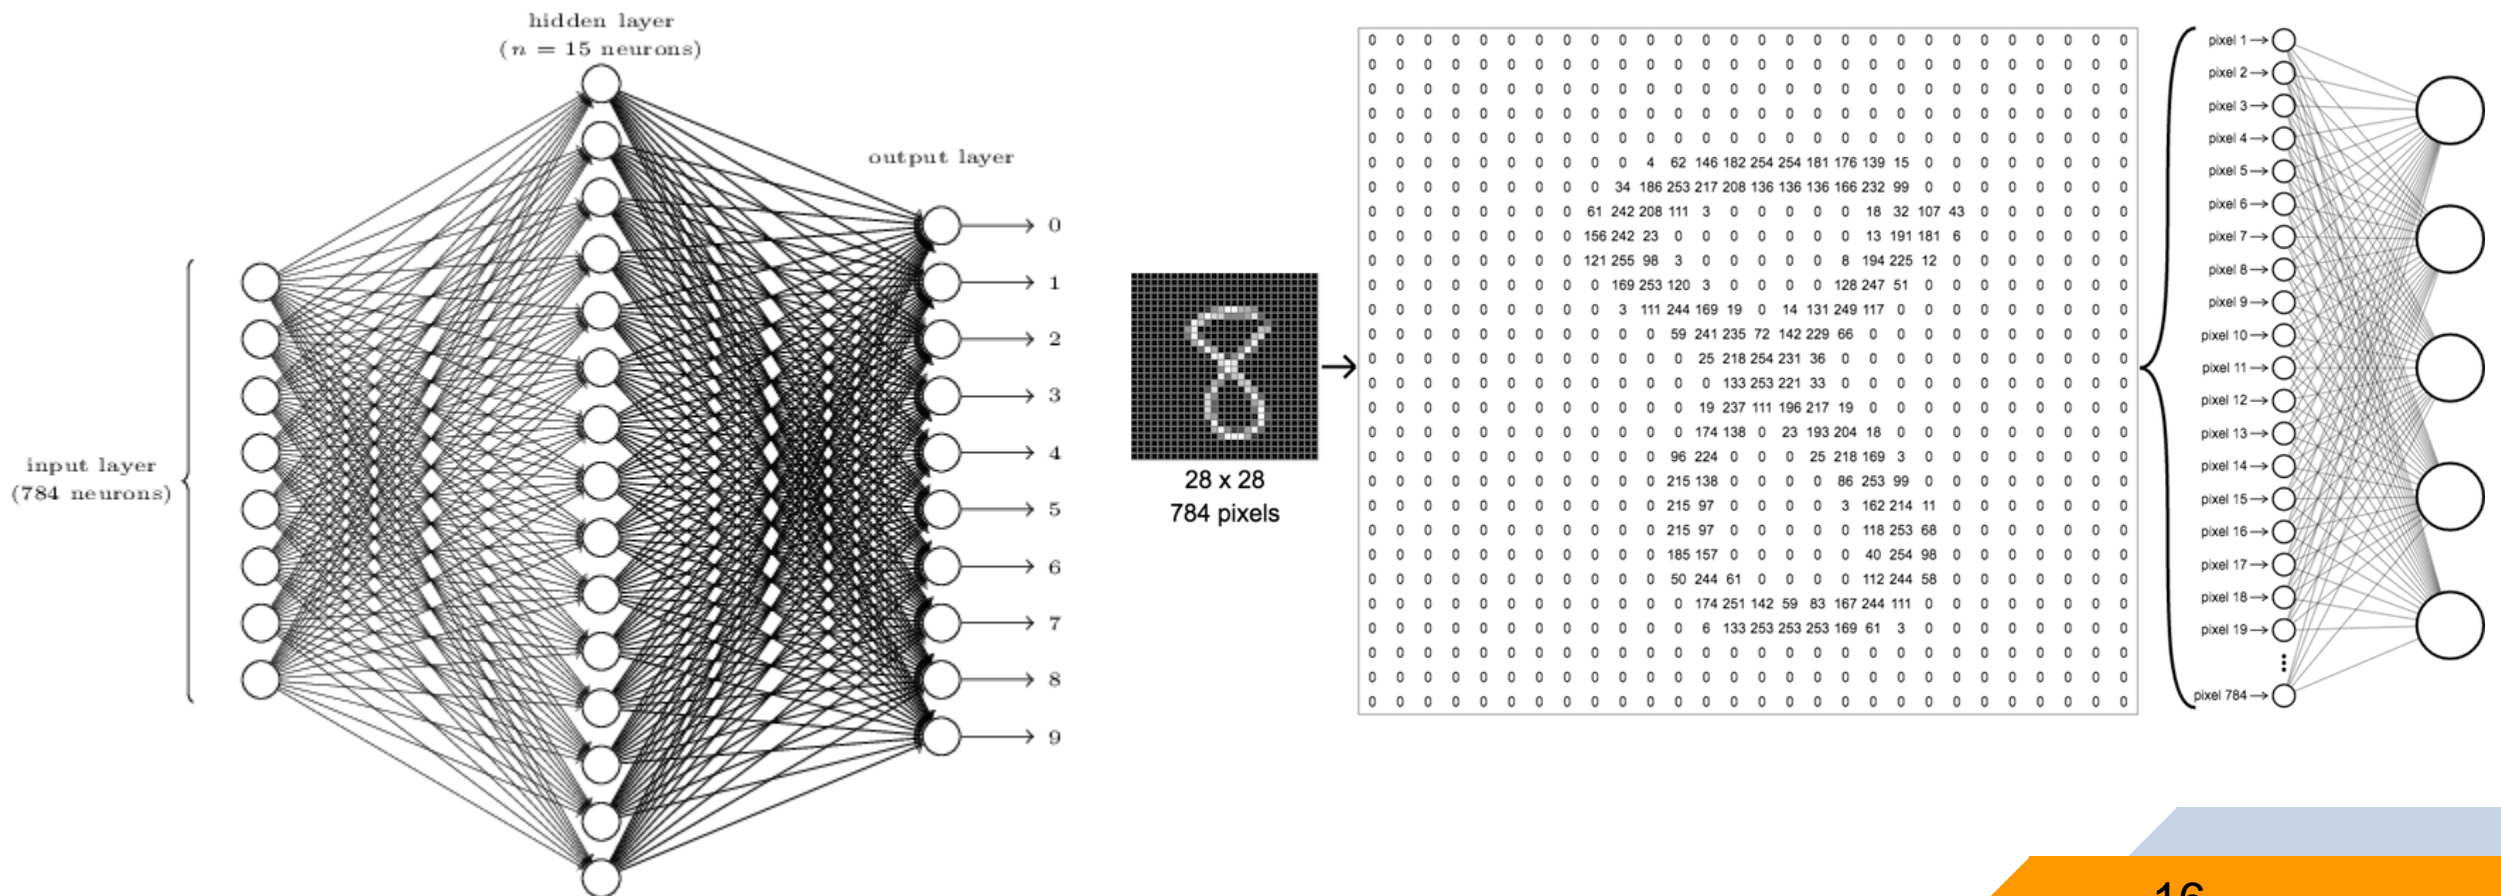 hidden layer
(n = 15 neurons)
output layer
input layer
(784 neurons)
0
1
2
3
4
5
6
7
8
9
28 x 28
784 pixels
0 0 0 0 0 0 0 0 0 0 0 0 0 0 0 0 0 0 0 0 0 0 0 0 0 0 0 0
0 0 0 0 0 0 0 0 0 0 0 0 0 0 0 0 0 0 0 0 0 0 0 0 0 0 0 0
0 0 0 0 0 0 0 0 0 0 0 0 0 0 0 0 0 0 0 0 0 0 0 0 0 0 0 0
0 0 0 0 0 0 0 0 0 0 0 0 0 0 0 0 0 0 0 0 0 0 0 0 0 0 0 0
0 0 0 0 0 0 0 0 0 0 0 0 0 0 0 0 0 0 0 0 0 0 0 0 0 0 0 0
0 0 0 0 0 0 0 0 0 0 4 62 146 182 254 254 181 176 139 15 0 0 0 0 0 0 0 0
0 0 0 0 0 0 0 0 0 34 186 253 217 208 136 136 136 166 232 99 0 0 0 0 0 0 0 0
0 0 0 0 0 0 0 0 61 242 208 111 3 0 0 0 0 0 18 32 107 43 0 0 0 0 0 0
0 0 0 0 0 0 0 0 156 242 23 0 0 0 0 0 0 0 13 191 181 6 0 0 0 0 0 0
0 0 0 0 0 0 0 0 121 255 98 3 0 0 0 0 0 8 194 225 12 0 0 0 0 0 0 0
0 0 0 0 0 0 0 0 0 169 253 120 3 0 0 0 0 128 247 51 0 0 0 0 0 0 0 0
0 0 0 0 0 0 0 0 0 3 111 244 169 19 0 14 131 249 117 0 0 0 0 0 0 0 0 0
0 0 0 0 0 0 0 0 0 0 0 59 241 235 72 142 229 66 0 0 0 0 0 0 0 0 0 0
0 0 0 0 0 0 0 0 0 0 0 0 25 218 254 231 36 0 0 0 0 0 0 0 0 0 0 0
0 0 0 0 0 0 0 0 0 0 0 0 0 133 253 221 33 0 0 0 0 0 0 0 0 0 0 0
0 0 0 0 0 0 0 0 0 0 0 0 19 237 111 196 217 19 0 0 0 0 0 0 0 0 0 0
0 0 0 0 0 0 0 0 0 0 0 0 174 138 0 23 193 204 18 0 0 0 0 0 0 0 0 0
0 0 0 0 0 0 0 0 0 0 0 96 224 0 0 0 25 218 169 3 0 0 0 0 0 0 0 0
0 0 0 0 0 0 0 0 0 0 0 215 138 0 0 0 0 86 253 99 0 0 0 0 0 0 0 0
0 0 0 0 0 0 0 0 0 0 0 215 97 0 0 0 0 3 162 214 11 0 0 0 0 0 0 0
0 0 0 0 0 0 0 0 0 0 0 215 97 0 0 0 0 0 118 253 68 0 0 0 0 0 0 0
0 0 0 0 0 0 0 0 0 0 0 185 157 0 0 0 0 0 40 254 98 0 0 0 0 0 0 0
0 0 0 0 0 0 0 0 0 0 0 50 244 61 0 0 0 0 112 244 58 0 0 0 0 0 0 0
0 0 0 0 0 0 0 0 0 0 0 0 174 251 142 59 83 167 244 111 0 0 0 0 0 0 0 0
0 0 0 0 0 0 0 0 0 0 0 0 6 133 253 253 253 169 61 3 0 0 0 0 0 0 0 0
0 0 0 0 0 0 0 0 0 0 0 0 0 0 0 0 0 0 0 0 0 0 0 0 0 0 0 0
0 0 0 0 0 0 0 0 0 0 0 0 0 0 0 0 0 0 0 0 0 0 0 0 0 0 0 0
0 0 0 0 0 0 0 0 0 0 0 0 0 0 0 0 0 0 0 0 0 0 0 0 0 0 0 0
pixel 1
pixel 2
pixel 3
pixel 4
pixel 5
pixel 6
pixel 7
pixel 8
pixel 9
pixel 10
pixel 11
pixel 12
pixel 13
pixel 14
pixel 15
pixel 16
pixel 17
pixel 18
pixel 19
pixel 784
16